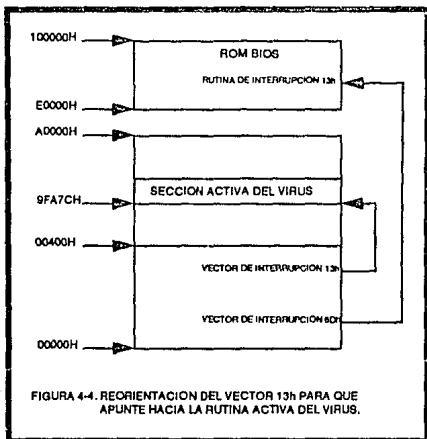 100000H
ROM BIOS
RUTINA DE INTERRUPCION 13h
E0000H
A0000H
SECCION ACTIVA DEL VIRUS
9FA7CH
00400H
VECTOR DE INTERRUPCION 13h
VECTOR DE INTERRUPCION 6Dh
00000H
FIGURA 4-4. REORIENTACION DEL VECTOR 13h PARA QUE
APUNTE HACIA LA RUTINA ACTIVA DEL VIRUS.